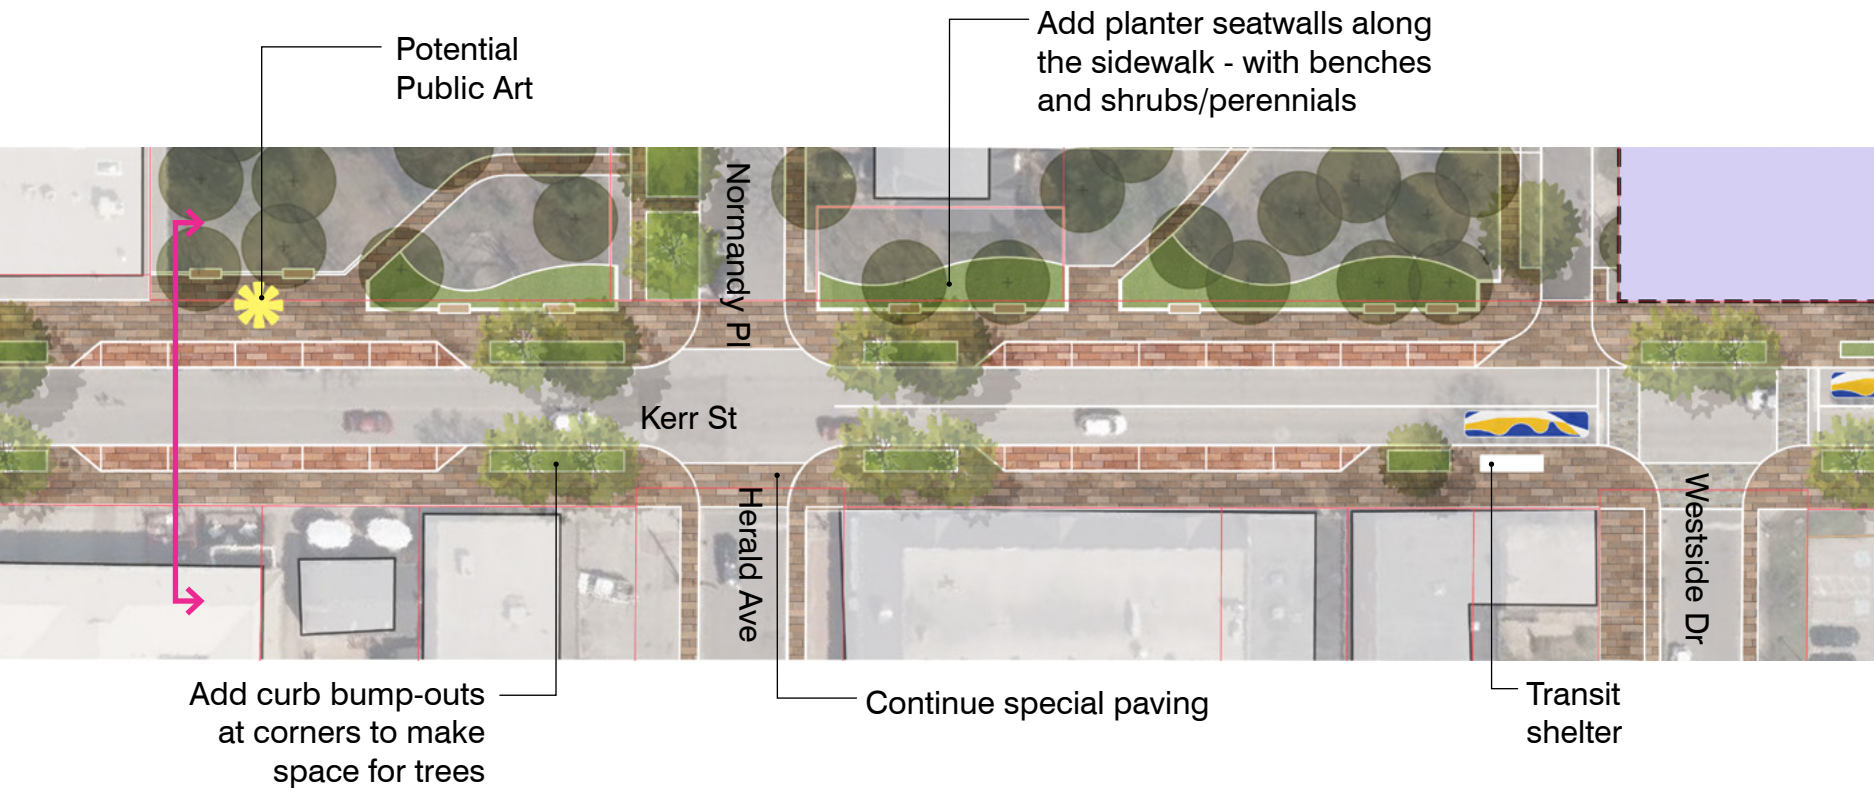 Potential
Public Art
Add planter seatwalls along
the sidewalk - with benches
and shrubs/perennials
Normandy Pl
Kerr St
Herald Ave
Westside Dr
Add curb bump-outs
at corners to make
space for trees
Continue special paving
Transit
shelter